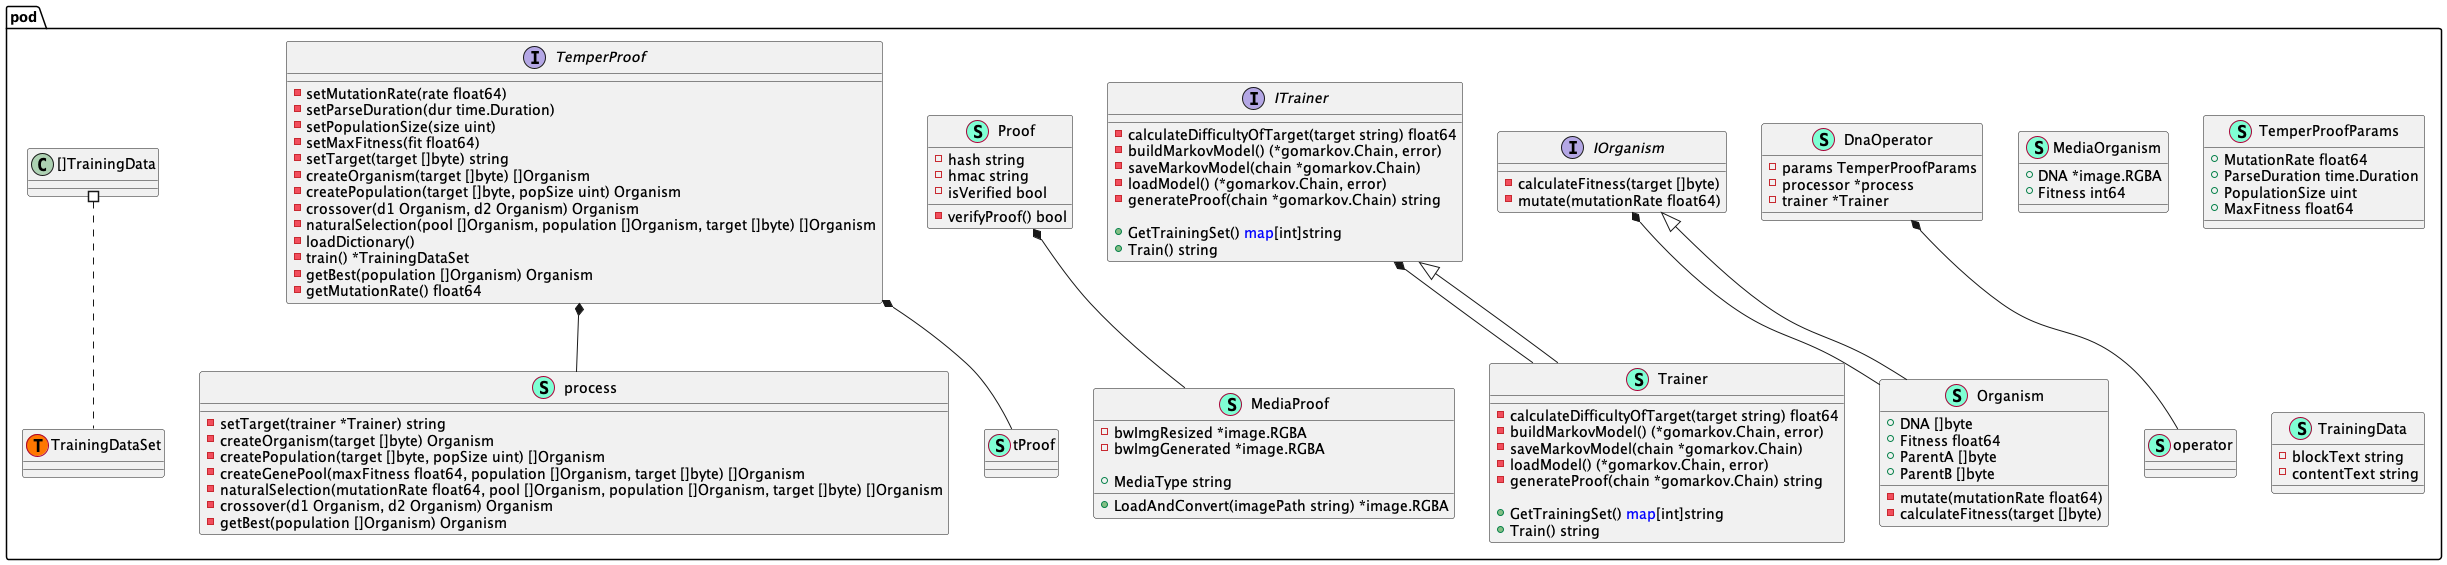 pod
I TemperProof
setMutationRate(rate float64)
setParseDuration(dur time.Duration)
setPopulationSize(size uint)
setMaxFitness(fit float64)
setTarget(target []byte) string
createOrganism(target []byte) []Organism
createPopulation(target []byte, popSize uint) Organism
crossover(d1 Organism, d2 Organism) Organism
naturalSelection(pool []Organism, population []Organism, target []byte) []Organism
loadDictionary()
train() *TrainingDataSet
getBest(population []Organism) Organism
getMutationRate() float64
C []TrainingData
S Proof
hash string
hmac string
isVerified bool
verifyProof() bool
I ITrainer
calculateDifficultyOfTarget(target string) float64
buildMarkovModel() (*gomarkov.Chain, error)
saveMarkovModel(chain *gomarkov.Chain)
loadModel() (*gomarkov.Chain, error)
generateProof(chain *gomarkov.Chain) string
GetTrainingSet() map[int]string
Train() string
I IOrganism
calculateFitness(target []byte)
mutate(mutationRate float64)
S DnaOperator
params TemperProofParams
processor *process
trainer *Trainer
S MediaOrganism
DNA *image.RGBA
Fitness int64
S TemperProofParams
MutationRate float64
ParseDuration time.Duration
PopulationSize uint
MaxFitness float64
T TrainingDataSet
S process
setTarget(trainer *Trainer) string
createOrganism(target []byte) Organism
createPopulation(target []byte, popSize uint) []Organism
createGenePool(maxFitness float64, population []Organism, target []byte) []Organism
naturalSelection(mutationRate float64, pool []Organism, population []Organism, target []byte) []Organism
crossover(d1 Organism, d2 Organism) Organism
getBest(population []Organism) Organism
S tProof
S MediaProof
bwImgResized *image.RGBA
bwImgGenerated *image.RGBA
MediaType string
LoadAndConvert(imagePath string) *image.RGBA
S Trainer
calculateDifficultyOfTarget(target string) float64
buildMarkovModel() (*gomarkov.Chain, error)
saveMarkovModel(chain *gomarkov.Chain)
loadModel() (*gomarkov.Chain, error)
generateProof(chain *gomarkov.Chain) string
GetTrainingSet() map[int]string
Train() string
S Organism
DNA []byte
Fitness float64
ParentA []byte
ParentB []byte
mutate(mutationRate float64)
calculateFitness(target []byte)
S operator
S TrainingData
blockText string
contentText string